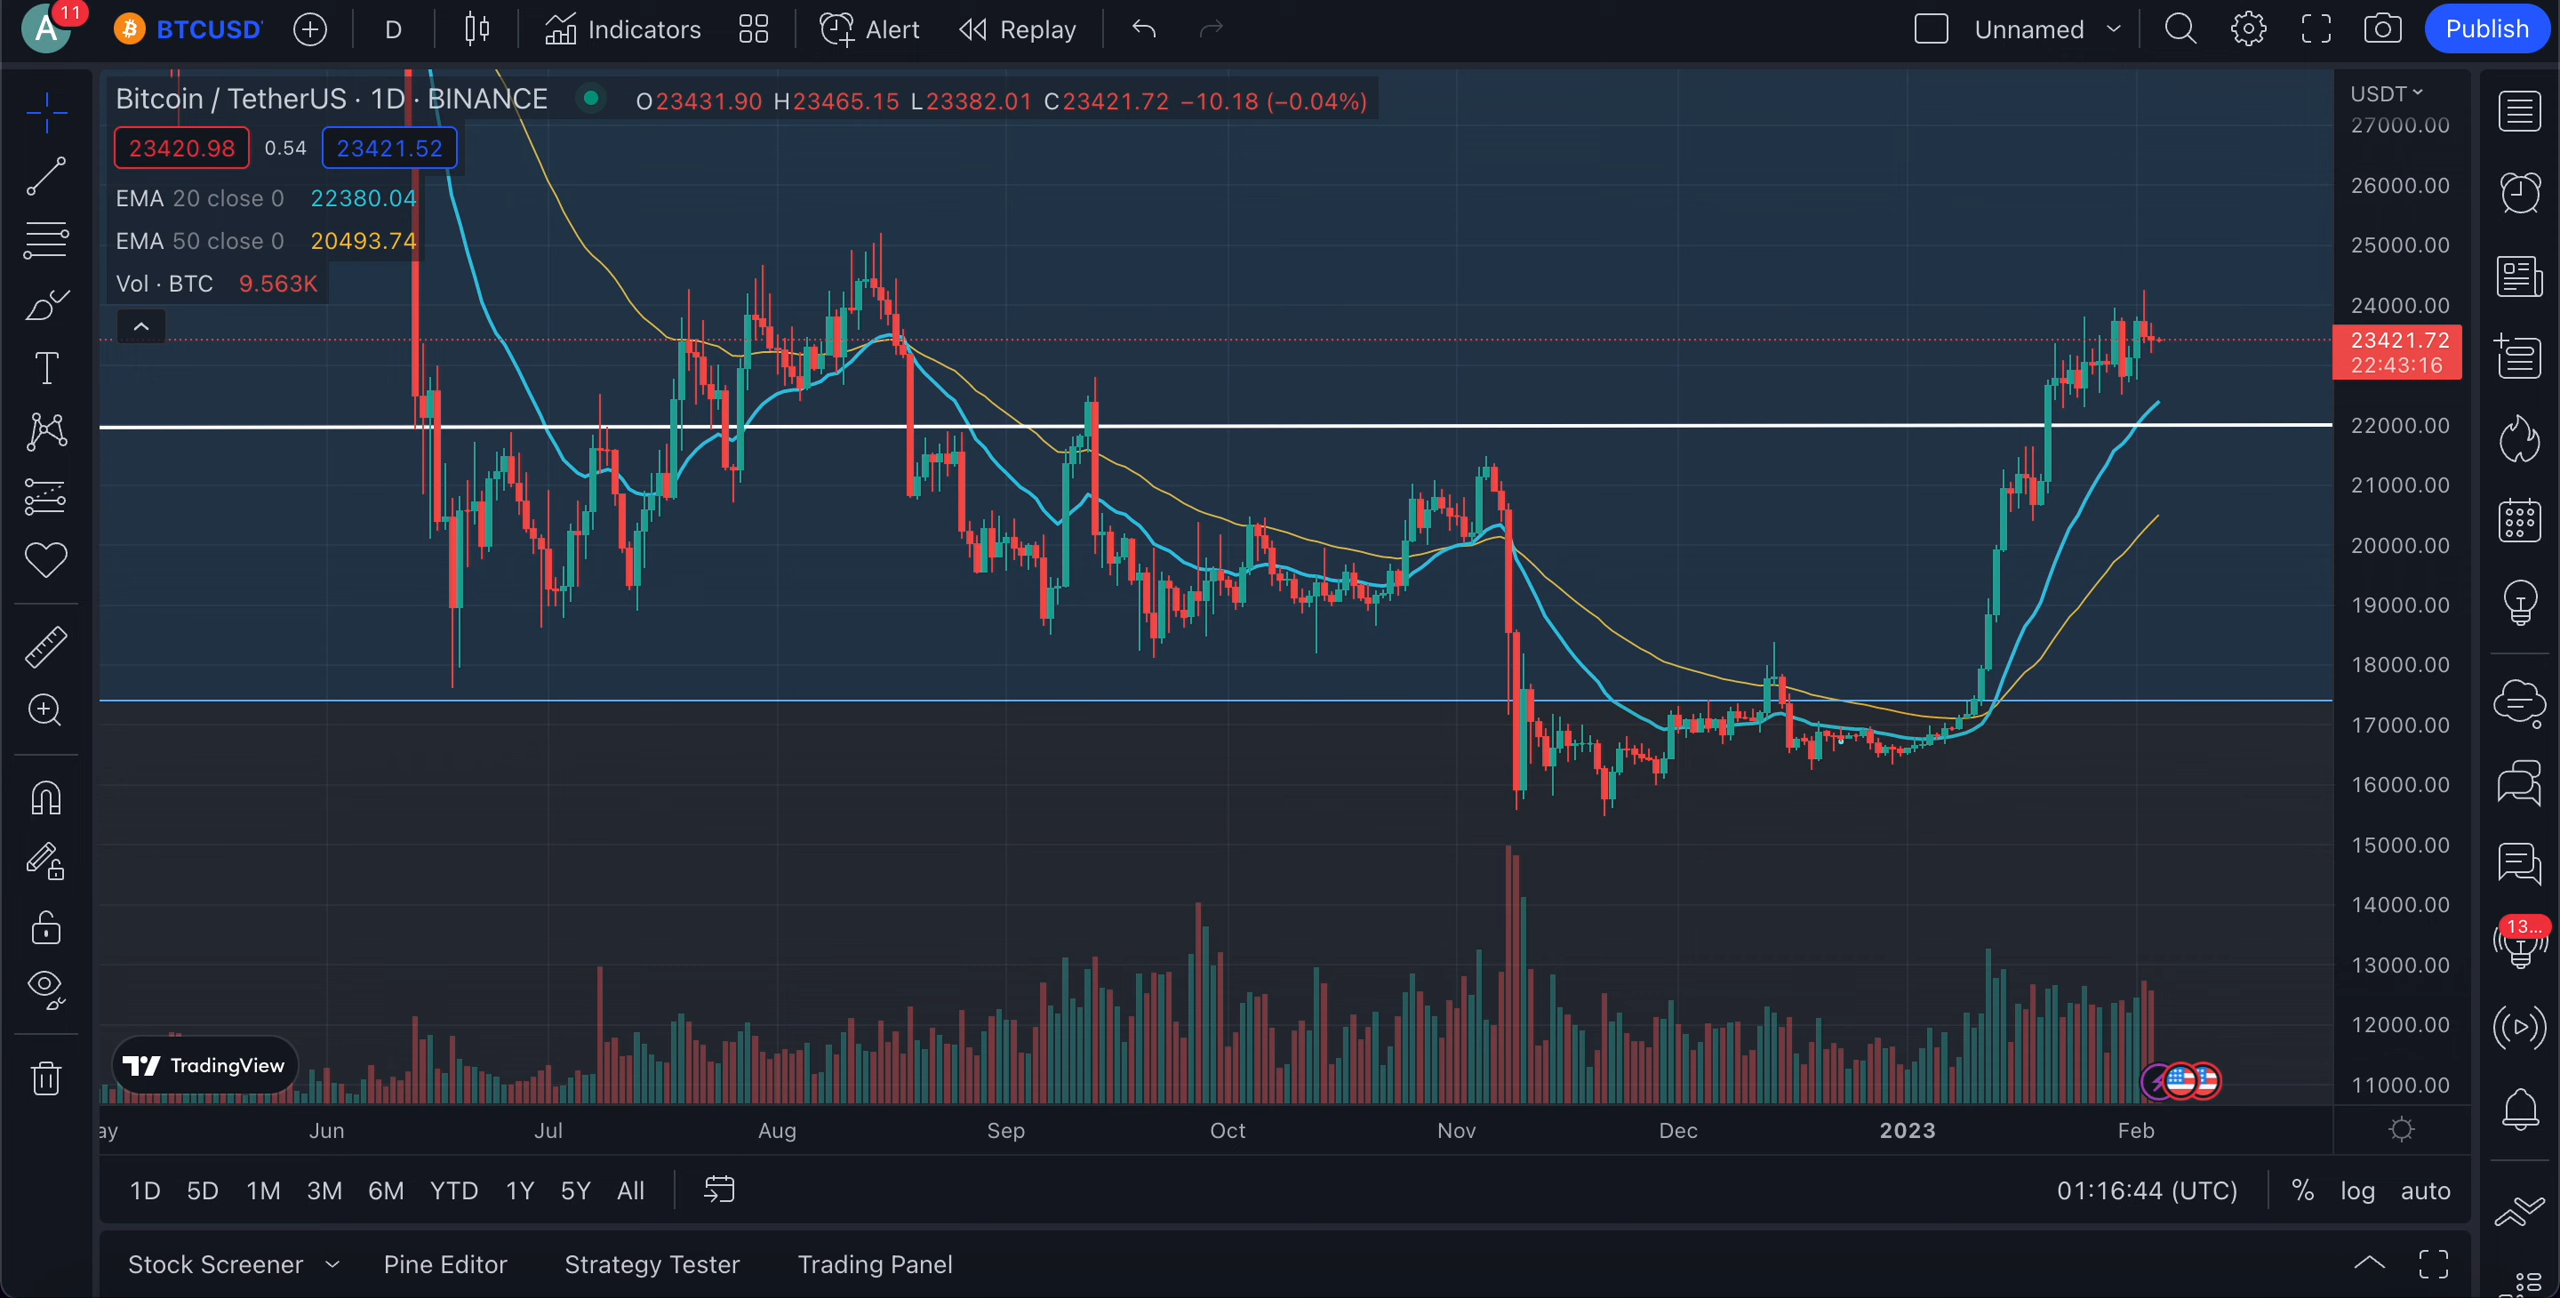 A 11 BTCUSD D Indicators Alert Replay Unnamed Publish
Bitcoin / TetherUS · 1D · BINANCE O23431.90 H23465.15 L23382.01 C23421.72 −10.18 (−0.04%)
23420.98 0.54 23421.52
EMA 20 close 0 22380.04
EMA 50 close 0 20493.74
Vol · BTC 9.563K
USDT
27000.00
26000.00
25000.00
24000.00
23421.72
22:43:16
22000.00
21000.00
20000.00
19000.00
18000.00
17000.00
16000.00
15000.00
14000.00
13000.00
12000.00
11000.00
13...
TradingView
ay Jun Jul Aug Sep Oct Nov Dec 2023 Feb
1D 5D 1M 3M 6M YTD 1Y 5Y All 01:16:44 (UTC) % log auto
Stock Screener Pine Editor Strategy Tester Trading Panel